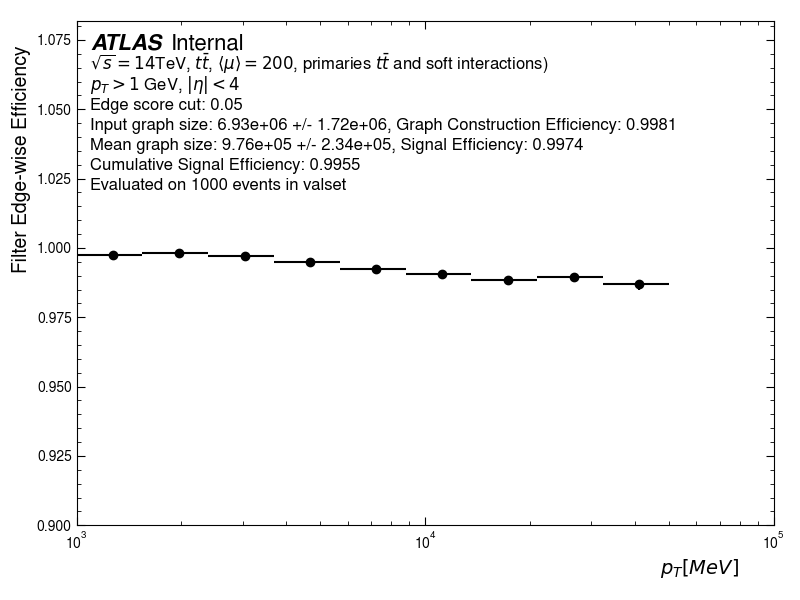 ATLAS Internal
√s = 14TeV, tt̄, ⟨μ⟩ = 200, primaries tt̄ and soft interactions)
p_T > 1 GeV, |η| < 4
Edge score cut: 0.05
Input graph size: 6.93e+06 +/- 1.72e+06, Graph Construction Efficiency: 0.9981
Mean graph size: 9.76e+05 +/- 2.34e+05, Signal Efficiency: 0.9974
Cumulative Signal Efficiency: 0.9955
Evaluated on 1000 events in valset
Filter Edge-wise Efficiency
1.075
1.050
1.025
1.000
0.975
0.950
0.925
0.900
10³ 10⁴ 10⁵
p_T[MeV]